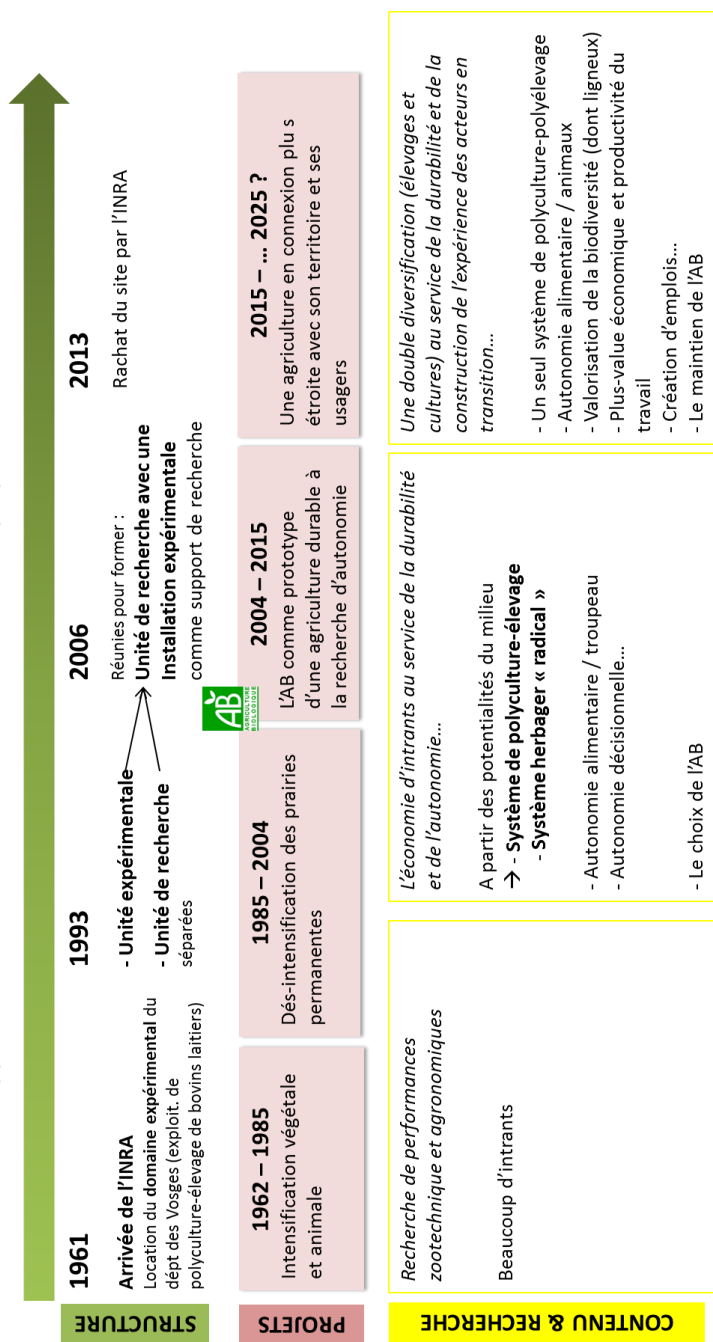 1961
1993
2006
2013
STRUCTURE
Arrivée de l'INRA
Location du domaine expérimental du
dépt des Vosges (exploit. de
polyculture-élevage de bovins laitiers)
- Unité expérimentale
- Unité de recherche
séparées
Réunies pour former :
Unité de recherche avec une
Installation expérimentale
comme support de recherche
Rachat du site par l'INRA
AB
AGRICULTURE
BIOLOGIQUE
PROJETS
1962 – 1985
Intensification végétale
et animale
1985 – 2004
Dés-intensification des prairies
permanentes
2004 – 2015
L'AB comme prototype
d'une agriculture durable à
la recherche d'autonomie
2015 – ... 2025 ?
Une agriculture en connexion plu s
étroite avec son territoire et ses
usagers
CONTENU & RECHERCHE
Recherche de performances
zootechnique et agronomiques
Beaucoup d'intrants
L'économie d'intrants au service de la durabilité
et de l'autonomie...
A partir des potentialités du milieu
→ - Système de polyculture-élevage
- Système herbager « radical »
- Autonomie alimentaire / troupeau
- Autonomie décisionnelle...
- Le choix de l'AB
Une double diversification (élevages et
cultures) au service de la durabilité et de la
construction de l'expérience des acteurs en
transition...
- Un seul système de polyculture-polyélevage
- Autonomie alimentaire / animaux
- Valorisation de la biodiversité (dont ligneux)
- Plus-value économique et productivité du
travail
- Création d'emplois...
- Le maintien de l'AB